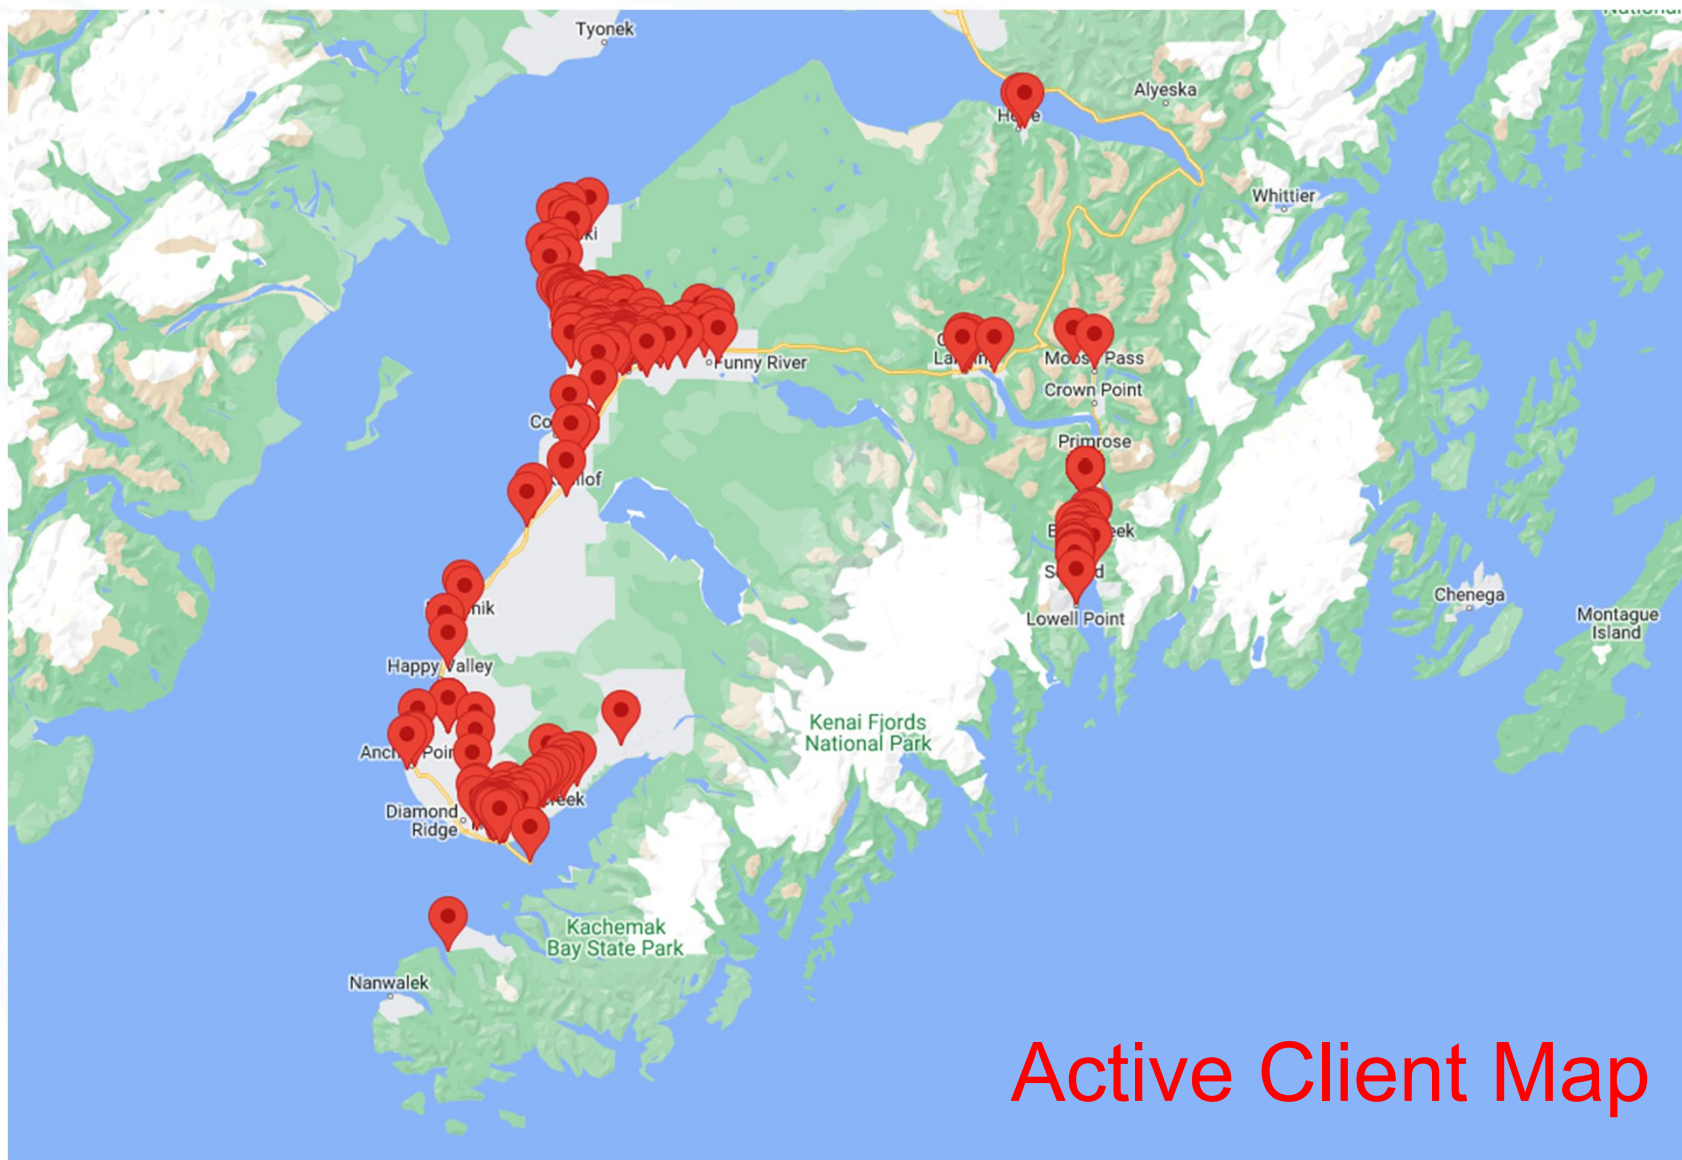 Tyonek
Alyeska
Whittier
Funny River
Moose Pass
Crown Point
Primrose
Lowell Point
Chenega
Montague
Island
Happy Valley
Kenai Fjords
National Park
Diamond
Ridge
Kachemak
Bay State Park
Nanwalek
Active Client Map